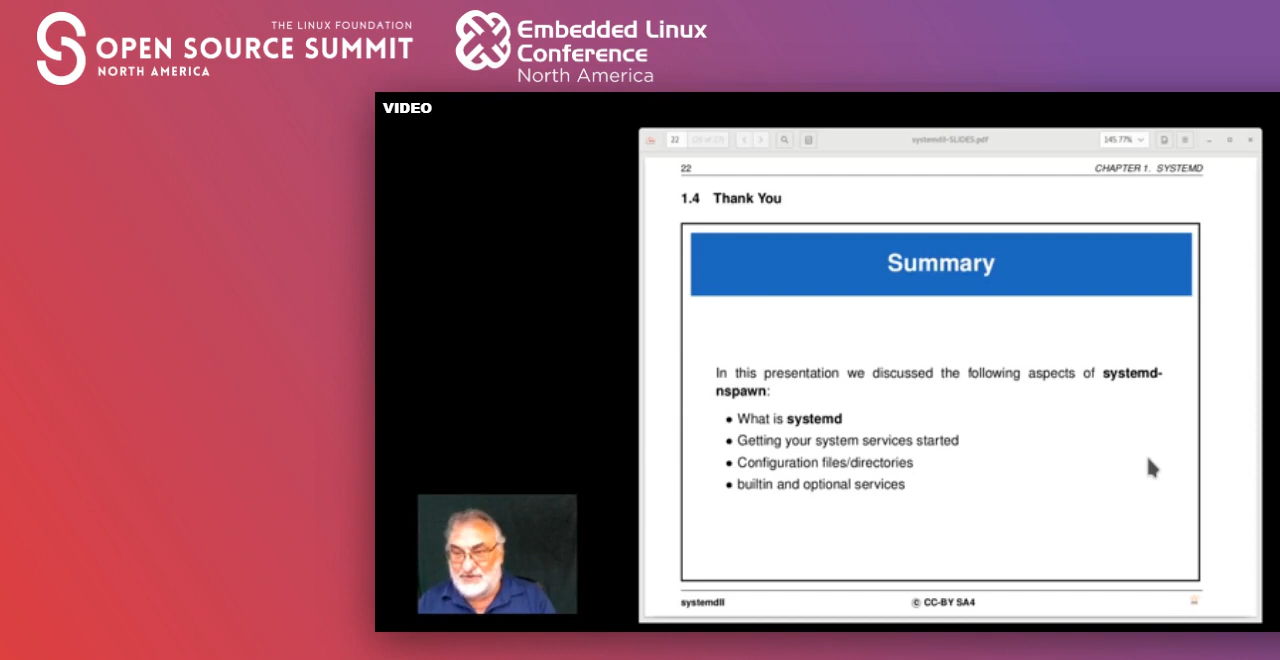 THE LINUX FOUNDATION
OPEN SOURCE SUMMIT
NORTH AMERICA
Embedded Linux
Conference
North America
VIDEO
22
systemdII-SLIDES.pdf
145.77%
22
CHAPTER 1. SYSTEMD
1.4 Thank You
Summary
In this presentation we discussed the following aspects of systemd-
nspawn:
• What is systemd
• Getting your system services started
• Configuration files/directories
• builtin and optional services
systemdII
© CC-BY SA4